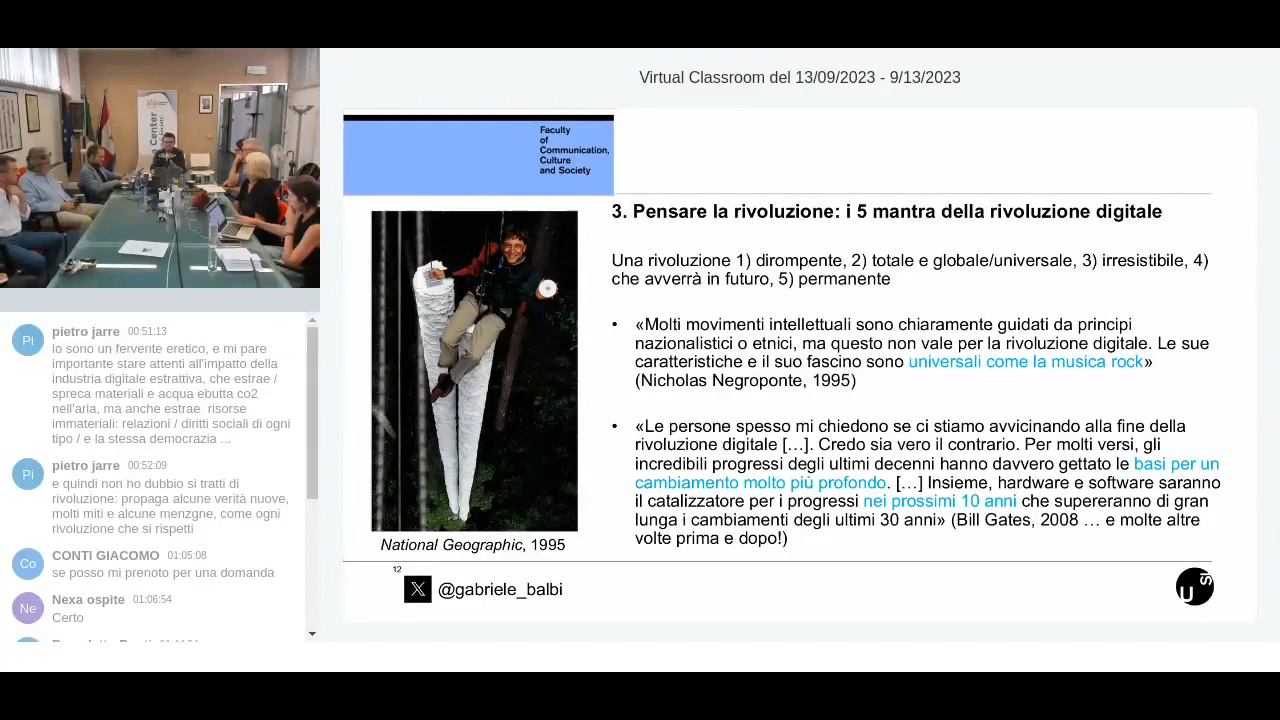 Virtual Classroom del 13/09/2023 - 9/13/2023
Center
Faculty
of
Communication,
Culture
and Society
3. Pensare la rivoluzione: i 5 mantra della rivoluzione digitale
Una rivoluzione 1) dirompente, 2) totale e globale/universale, 3) irresistibile, 4)
che avverrà in futuro, 5) permanente
• «Molti movimenti intellettuali sono chiaramente guidati da principi
nazionalistici o etnici, ma questo non vale per la rivoluzione digitale. Le sue
caratteristiche e il suo fascino sono universali come la musica rock»
(Nicholas Negroponte, 1995)
• «Le persone spesso mi chiedono se ci stiamo avvicinando alla fine della
rivoluzione digitale […]. Credo sia vero il contrario. Per molti versi, gli
incredibili progressi degli ultimi decenni hanno davvero gettato le basi per un
cambiamento molto più profondo. […] Insieme, hardware e software saranno
il catalizzatore per i progressi nei prossimi 10 anni che supereranno di gran
lunga i cambiamenti degli ultimi 30 anni» (Bill Gates, 2008 … e molte altre
volte prima e dopo!)
National Geographic, 1995
12
@gabriele_balbi
U
SI
Pi
pietro jarre 00:51:13
Io sono un fervente eretico, e mi pare
importante stare attenti all'impatto della
industria digitale estrattiva, che estrae /
spreca materiali e acqua ebutta co2
nell'aria, ma anche estrae risorse
immateriali: relazioni / diritti sociali di ogni
tipo / e la stessa democrazia ...
Pi
pietro jarre 00:52:09
e quindi non ho dubbio si tratti di
rivoluzione: propaga alcune verità nuove,
molti miti e alcune menzgne, come ogni
rivoluzione che si rispetti
Co
CONTI GIACOMO 01:05:08
se posso mi prenoto per una domanda
Ne
Nexa ospite 01:06:54
Certo